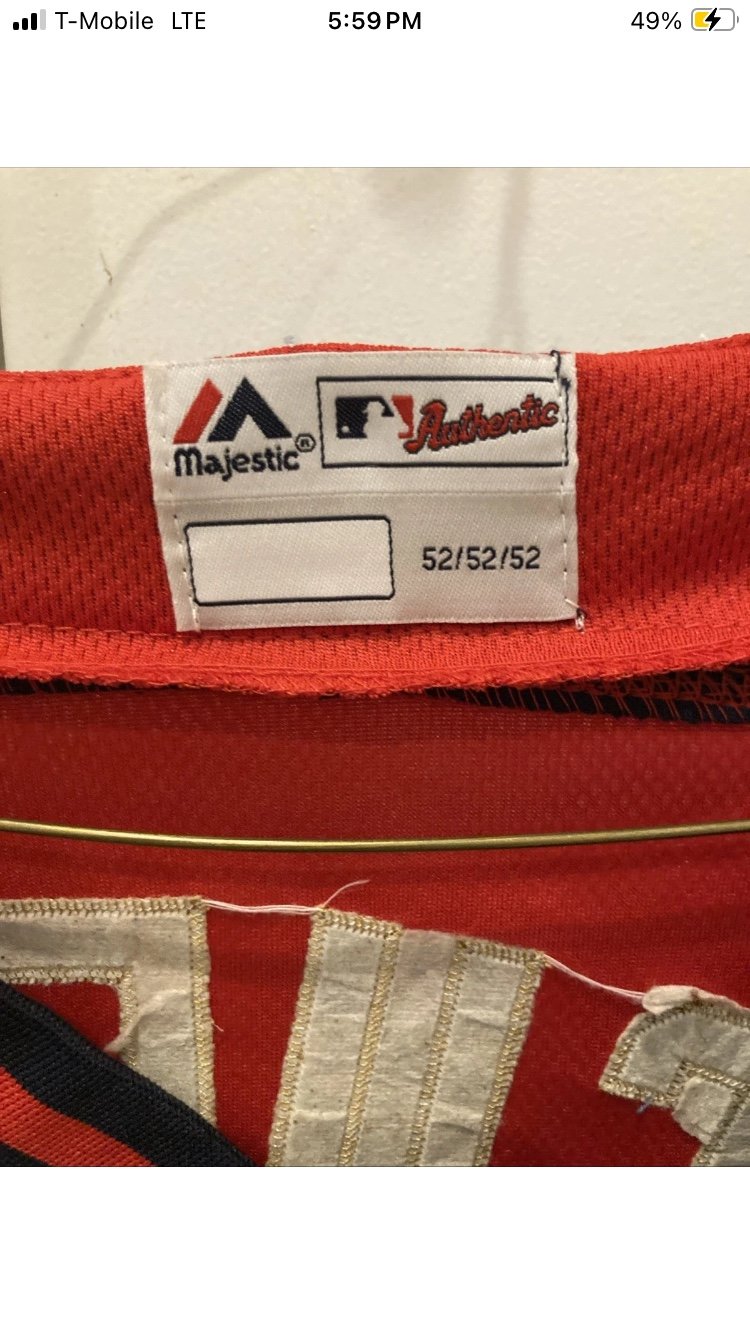 T-Mobile LTE 5:59 PM 49%
Majestic® Authentic
52/52/52